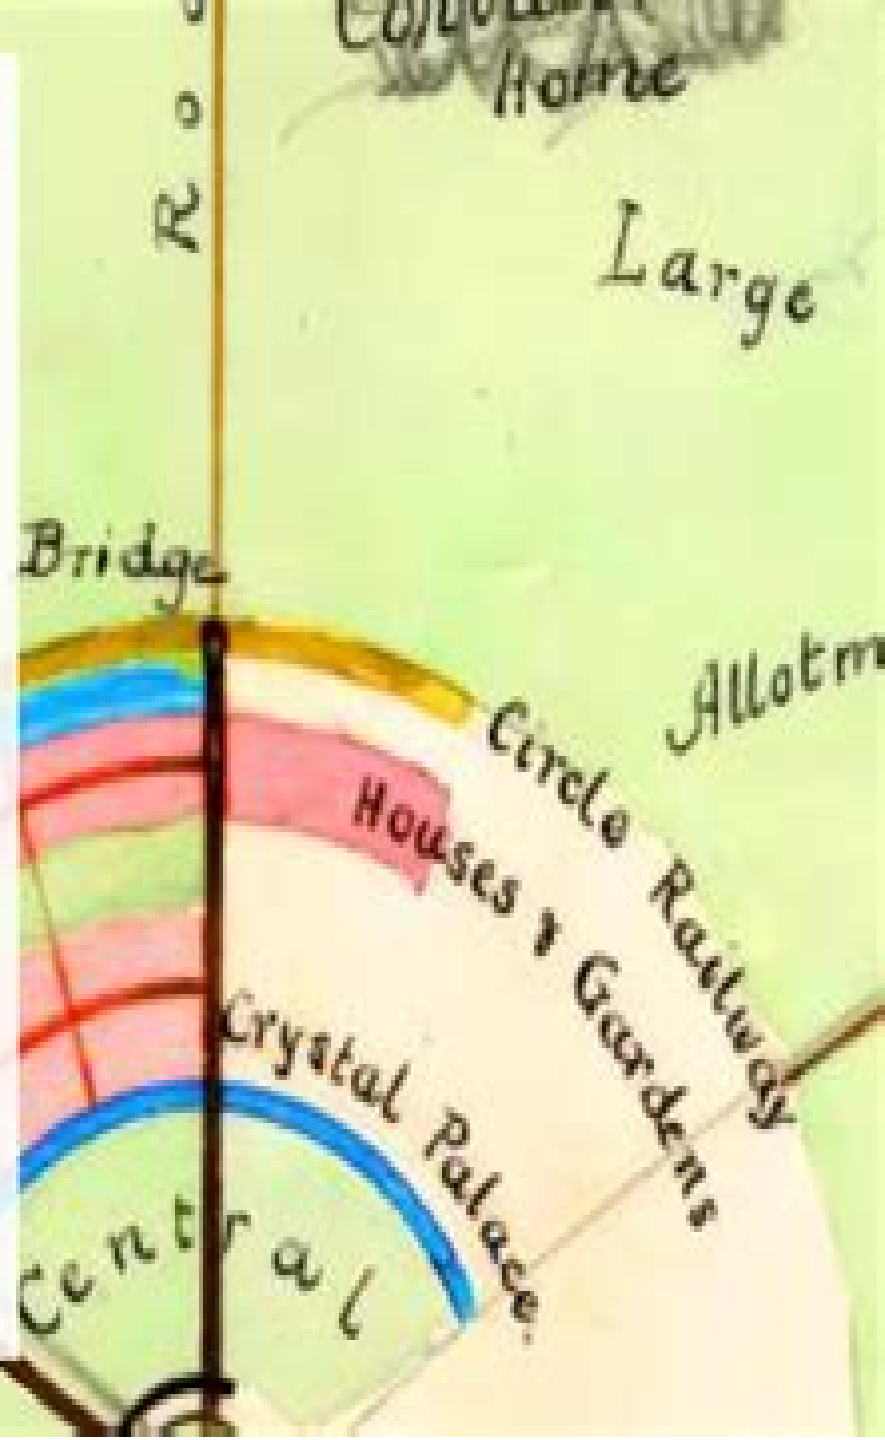 Home
Large
Bridge
Allotm
Circle Railway
Houses & Gardens
Crystal Palace.
Central